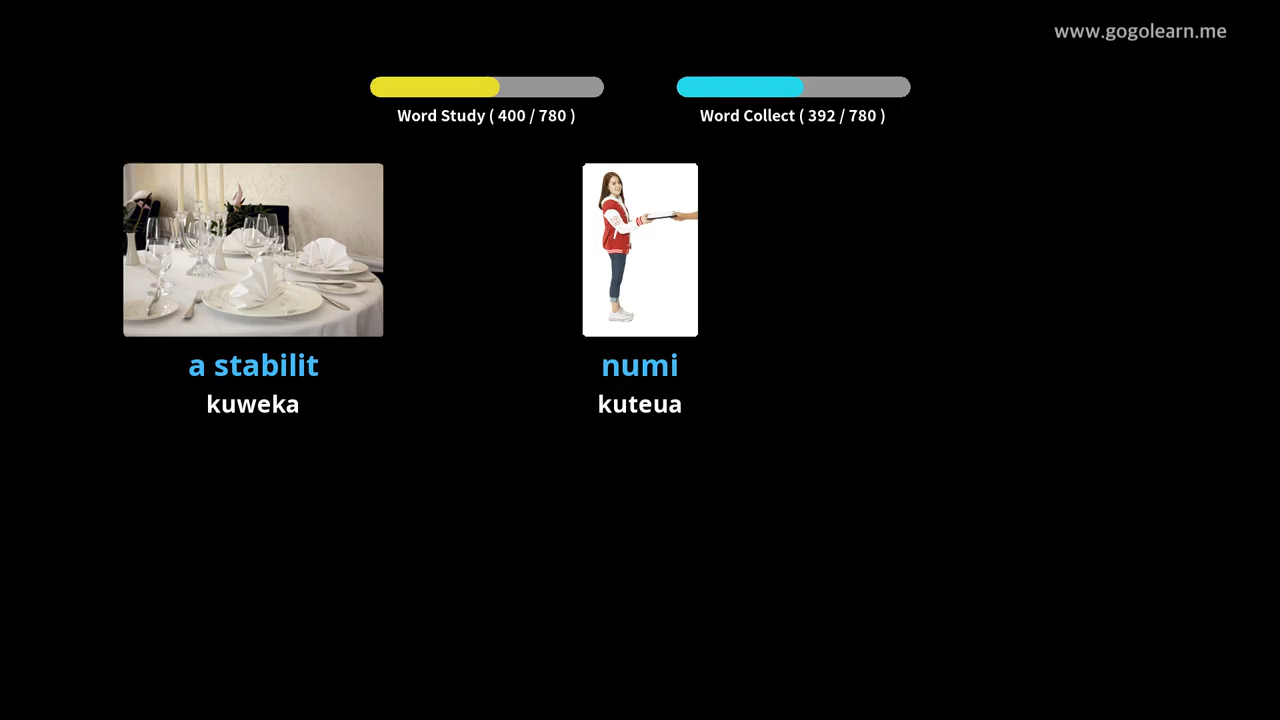 www.gogolearn.me
Word Study ( 400 / 780 )
Word Collect ( 392 / 780 )
a stabilit
kuweka
numi
kuteua